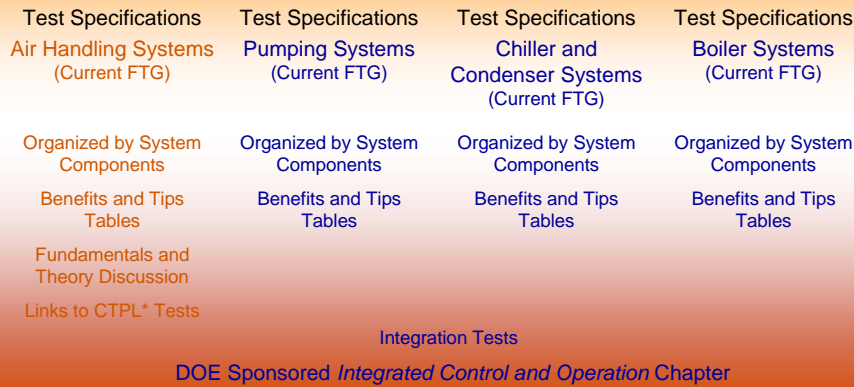 Test Specifications
Air Handling Systems
(Current FTG)
Organized by System
Components
Benefits and Tips
Tables
Fundamentals and
Theory Discussion
Links to CTPL* Tests
Test Specifications
Pumping Systems
(Current FTG)
Organized by System
Components
Benefits and Tips
Tables
Test Specifications
Chiller and
Condenser Systems
(Current FTG)
Organized by System
Components
Benefits and Tips
Tables
Test Specifications
Boiler Systems
(Current FTG)
Organized by System
Components
Benefits and Tips
Tables
Integration Tests
DOE Sponsored Integrated Control and Operation Chapter